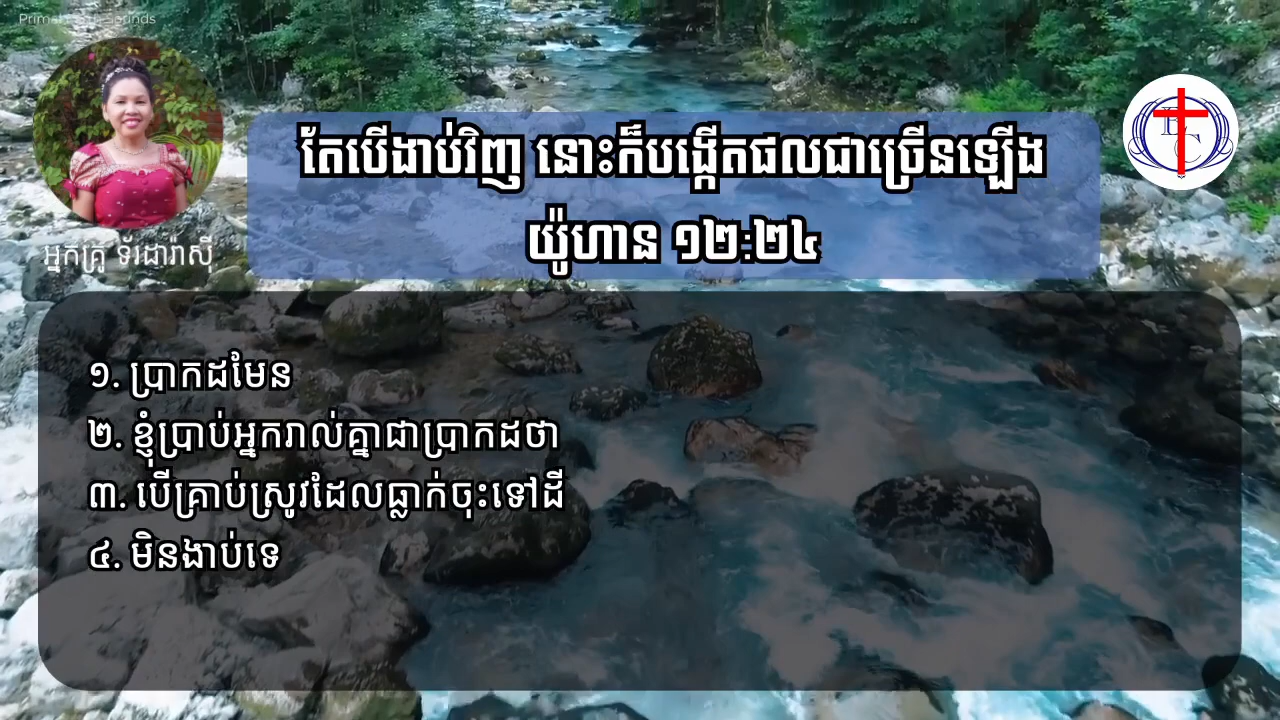 តែបើងាប់វិញ នោះក៏បង្កើតផលជាច្រើនឡើង
យ៉ូហាន ១២:២៤
អ្នកគ្រូ ទ័រដាវ៉ាស៊ី
១. ប្រាកដមែន
២. ខ្ញុំប្រាប់អ្នករាល់គ្នាជាប្រាកដថា
៣. បើគ្រាប់ស្រូវដែលធ្លាក់ចុះទៅដី
៤. មិនងាប់ទេ